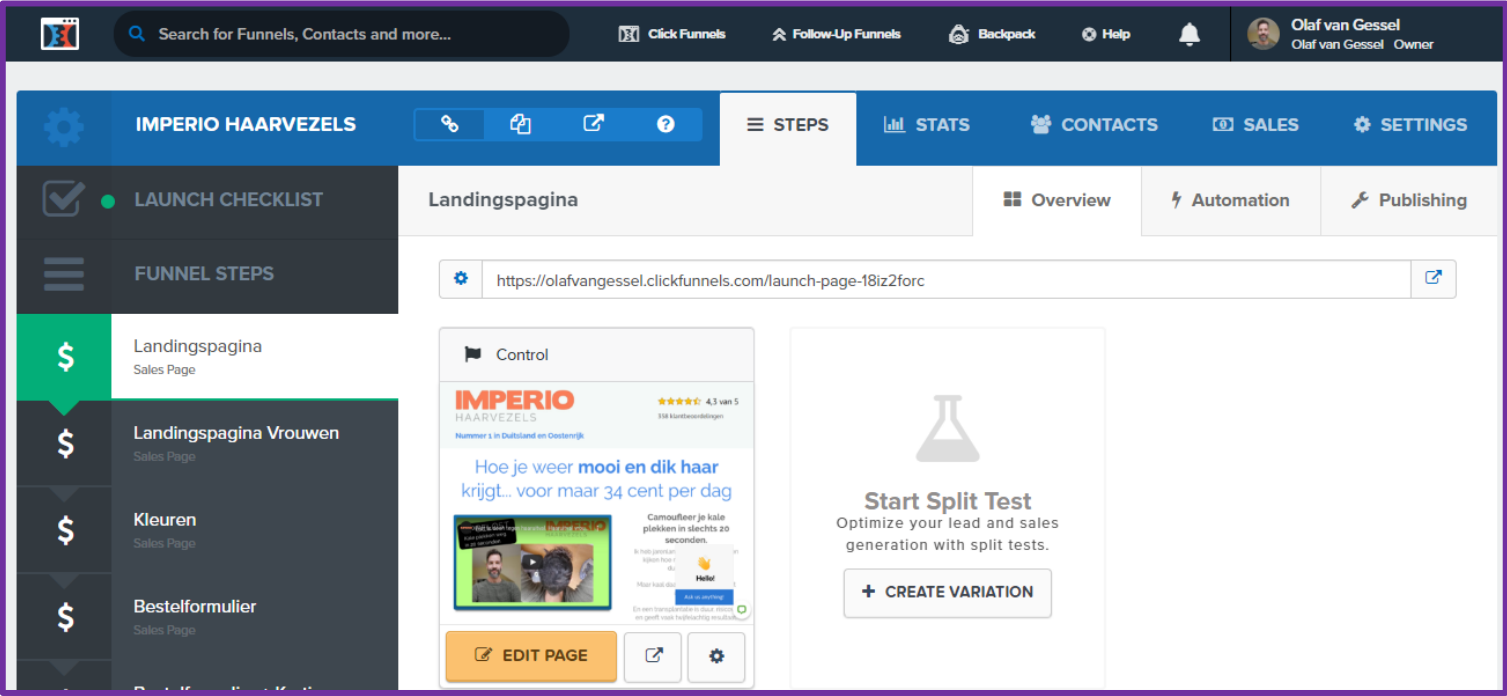 Search for Funnels, Contacts and more...
Click Funnels
Follow-Up Funnels
Backpack
Help
Olaf van Gessel
Olaf van Gessel Owner
IMPERIO HAARVEZELS
STEPS
STATS
CONTACTS
SALES
SETTINGS
LAUNCH CHECKLIST
FUNNEL STEPS
Landingspagina
Sales Page
Landingspagina Vrouwen
Sales Page
Kleuren
Sales Page
Bestelformulier
Sales Page
Landingspagina
Overview
Automation
Publishing
https://olafvangessel.clickfunnels.com/launch-page-18iz2forc
Control
IMPERIO
HAARVEZELS
4,3 van 5
358 klantbeoordelingen
Nummer 1 in Duitsland en Oostenrijk
Hoe je weer mooi en dik haar
krijgt... voor maar 34 cent per dag
Camoufleer je kale
plekken in slechts 20
seconden.
Hello!
Ask us anything!
EDIT PAGE
Start Split Test
Optimize your lead and sales
generation with split tests.
+ CREATE VARIATION